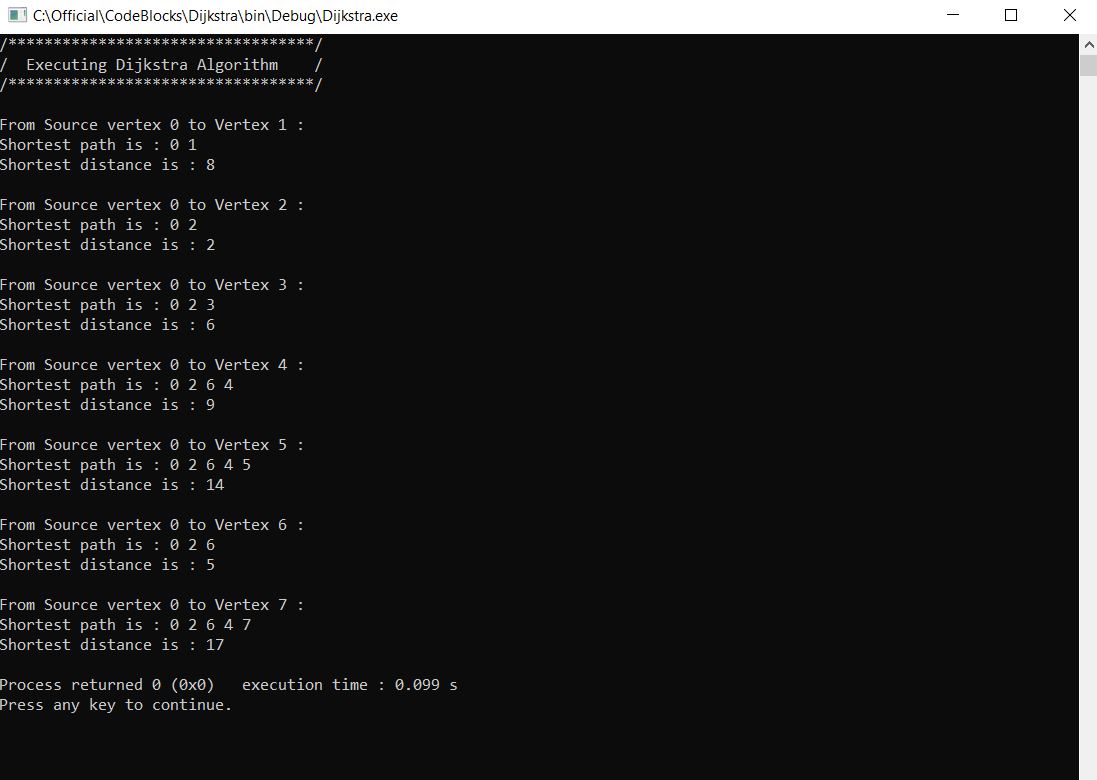 C:\Official\CodeBlocks\Dijkstra\bin\Debug\Dijkstra.exe
/**********************************/
/  Executing Dijkstra Algorithm    /
/**********************************/
From Source vertex 0 to Vertex 1 :
Shortest path is : 0 1
Shortest distance is : 8
From Source vertex 0 to Vertex 2 :
Shortest path is : 0 2
Shortest distance is : 2
From Source vertex 0 to Vertex 3 :
Shortest path is : 0 2 3
Shortest distance is : 6
From Source vertex 0 to Vertex 4 :
Shortest path is : 0 2 6 4
Shortest distance is : 9
From Source vertex 0 to Vertex 5 :
Shortest path is : 0 2 6 4 5
Shortest distance is : 14
From Source vertex 0 to Vertex 6 :
Shortest path is : 0 2 6
Shortest distance is : 5
From Source vertex 0 to Vertex 7 :
Shortest path is : 0 2 6 4 7
Shortest distance is : 17
Process returned 0 (0x0)   execution time : 0.099 s
Press any key to continue.